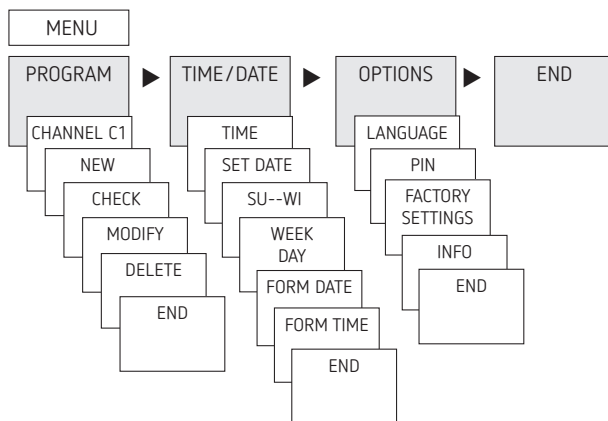 MENU
PROGRAM
TIME/DATE
OPTIONS
END
CHANNEL C1
NEW
CHECK
MODIFY
DELETE
END
TIME
SET DATE
SU--WI
WEEK
DAY
FORM DATE
FORM TIME
END
LANGUAGE
PIN
FACTORY
SETTINGS
INFO
END